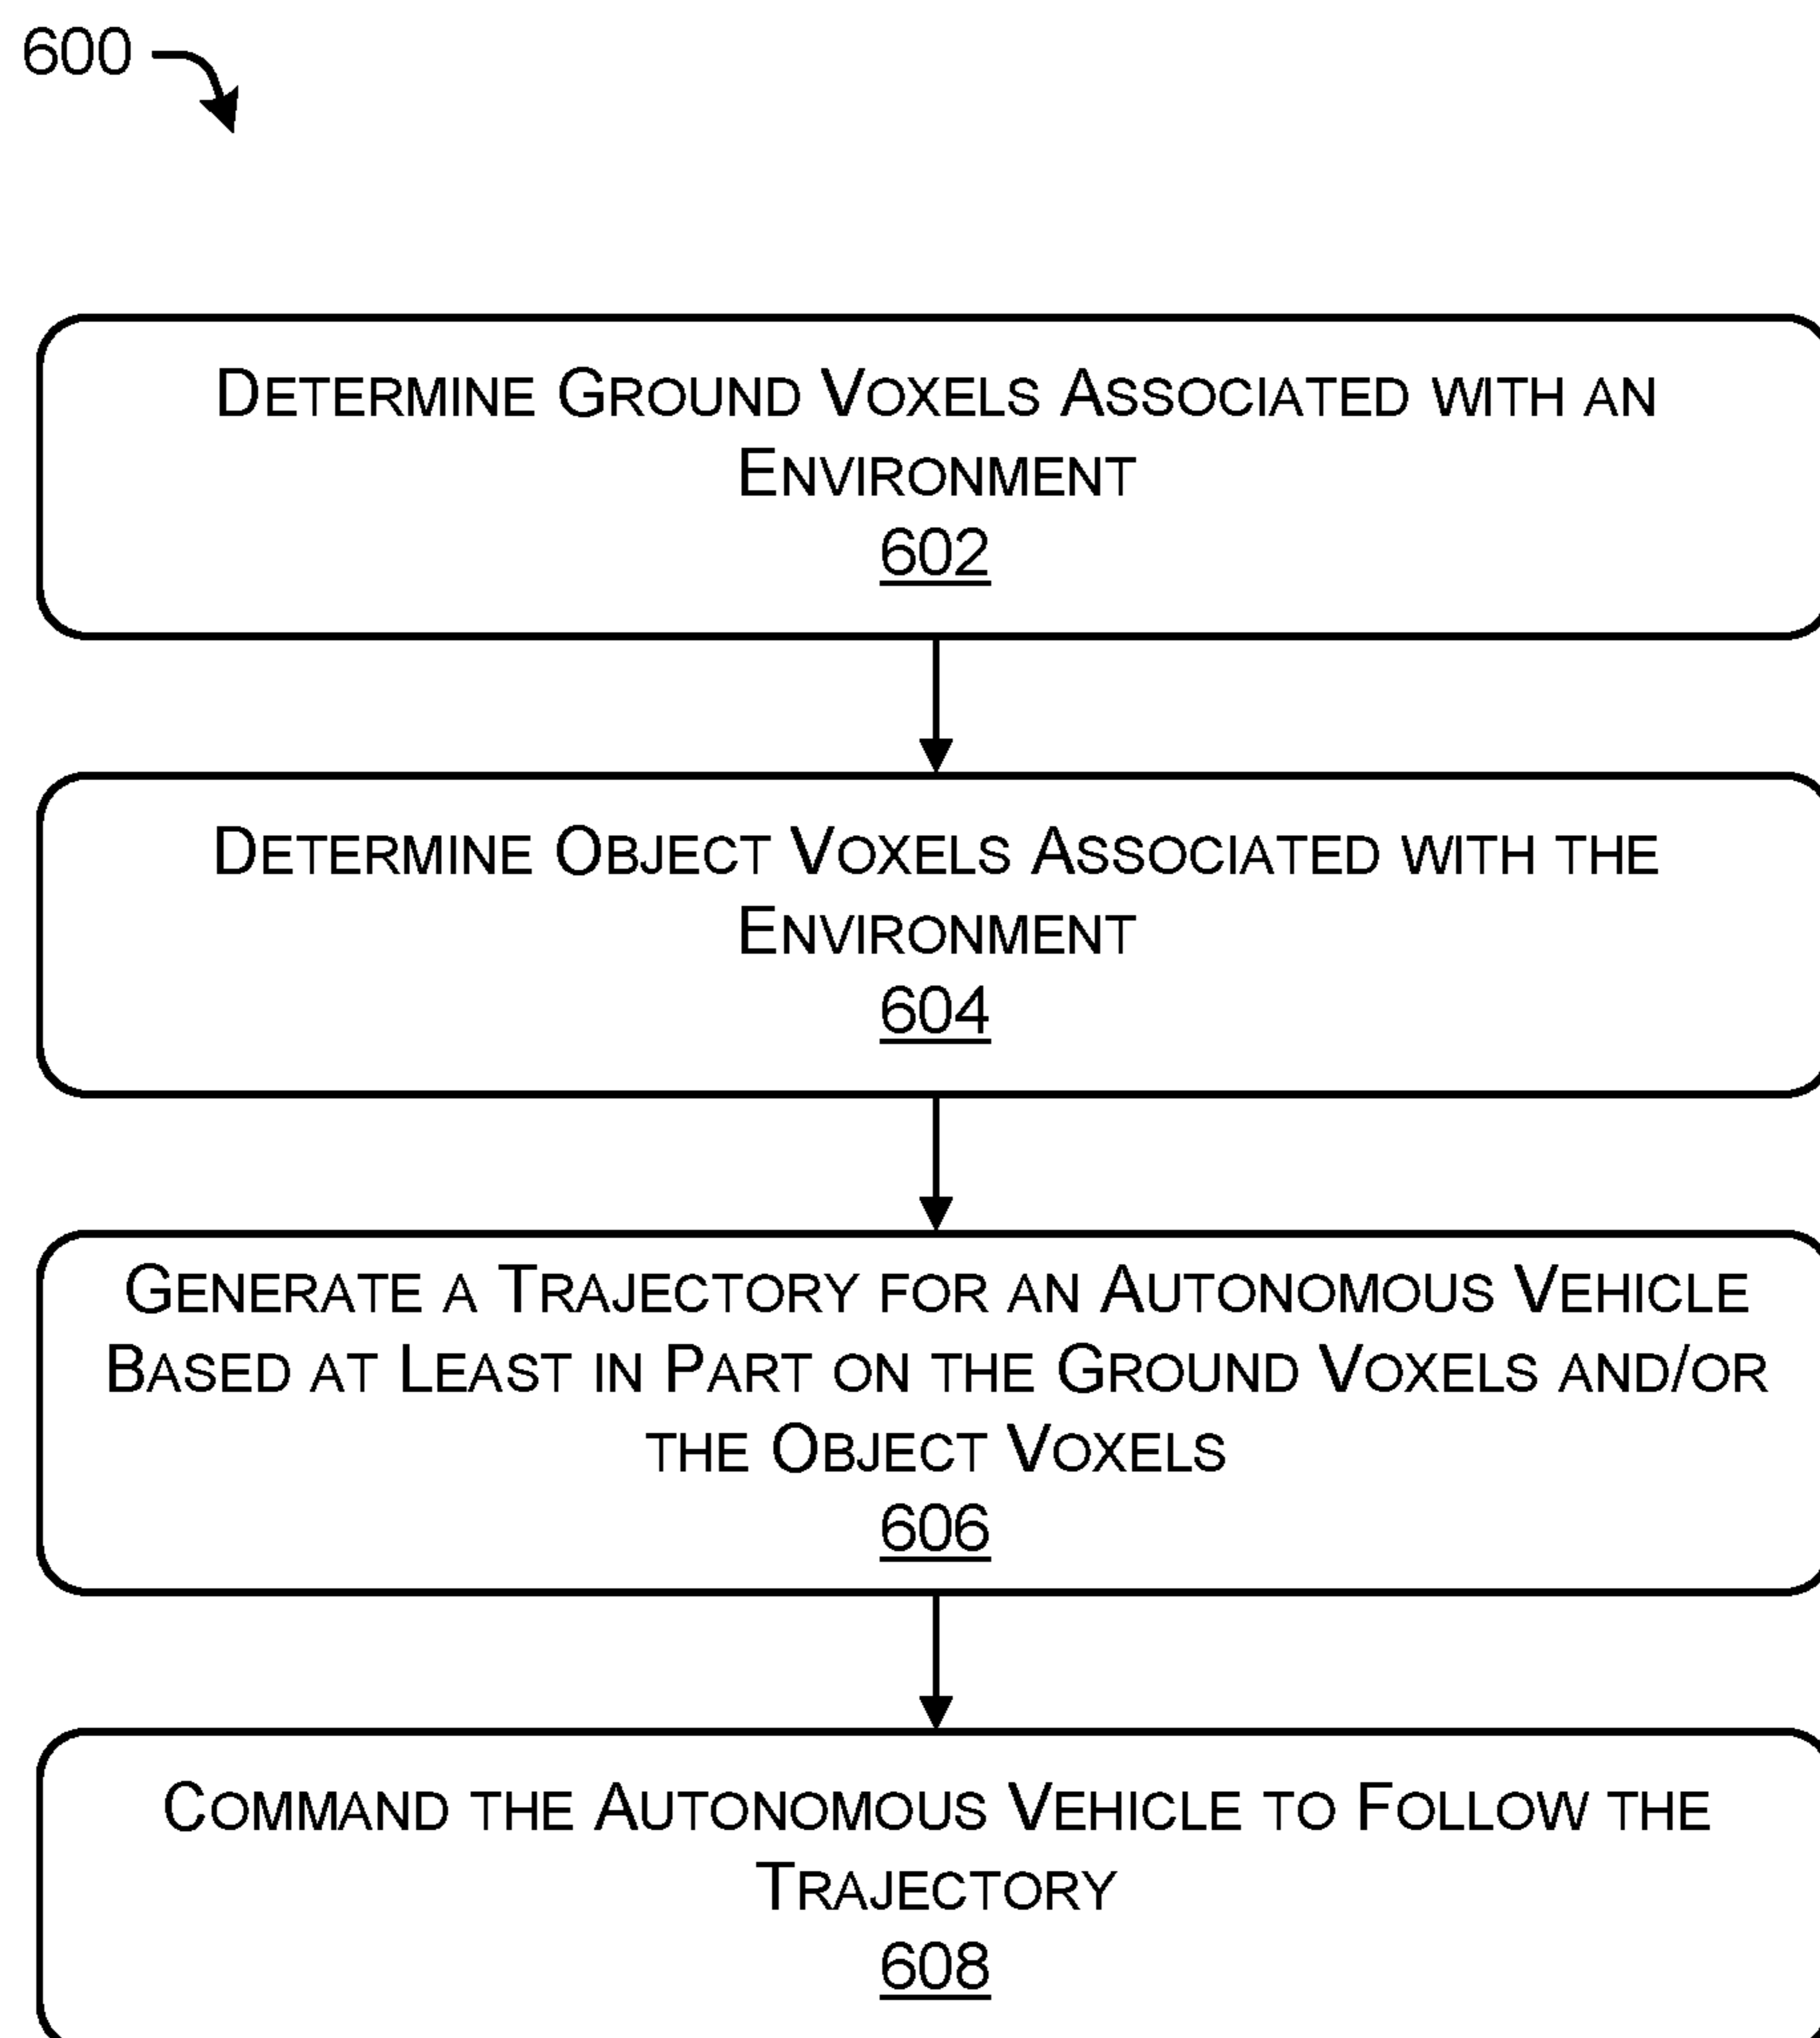 600
Determine Ground Voxels Associated with an
Environment
602
Determine Object Voxels Associated with the
Environment
604
Generate a Trajectory for an Autonomous Vehicle
Based at Least in Part on the Ground Voxels and/or
the Object Voxels
606
Command the Autonomous Vehicle to Follow the
Trajectory
608